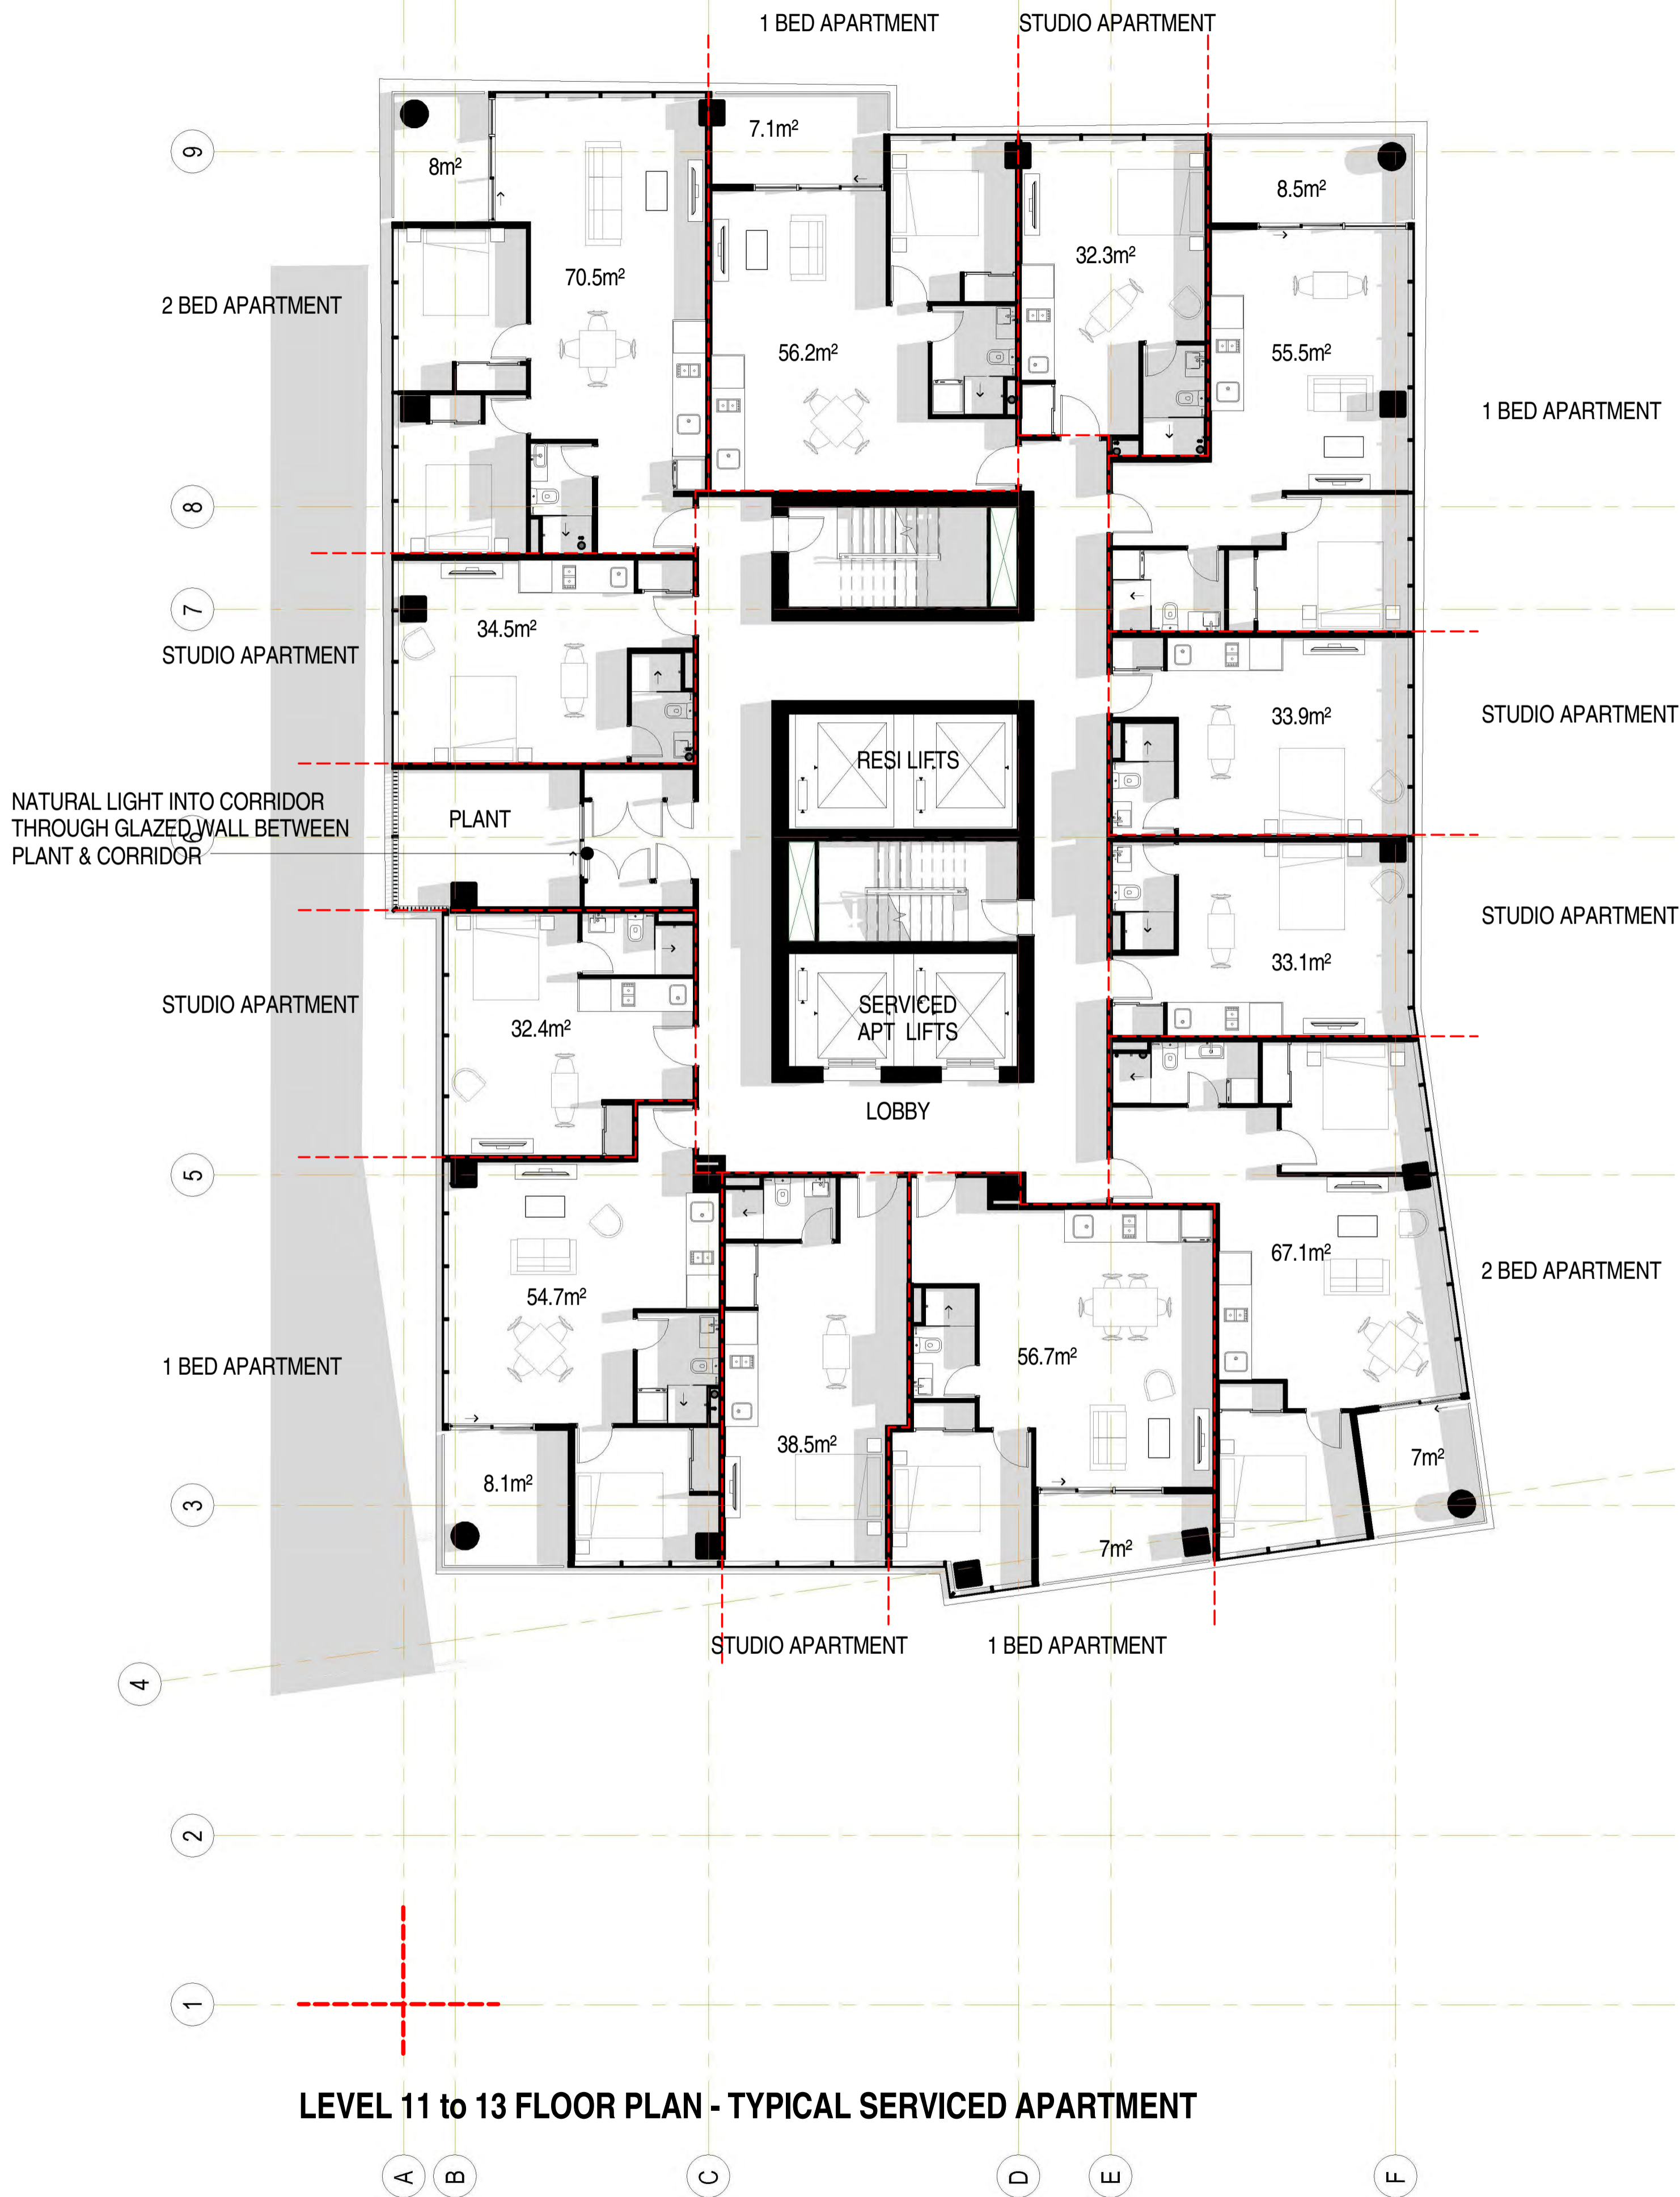 1 BED APARTMENT
STUDIO APARTMENT
9
7.1m²
8m²
8.5m²
32.3m²
70.5m²
2 BED APARTMENT
56.2m²
55.5m²
1 BED APARTMENT
8
7
34.5m²
STUDIO APARTMENT
33.9m²
STUDIO APARTMENT
RESI LIFTS
NATURAL LIGHT INTO CORRIDOR
THROUGH GLAZED WALL BETWEEN
PLANT & CORRIDOR
6
PLANT
STUDIO APARTMENT
33.1m²
STUDIO APARTMENT
32.4m²
SERVICED
APT LIFTS
LOBBY
5
67.1m²
2 BED APARTMENT
54.7m²
1 BED APARTMENT
56.7m²
38.5m²
7m²
8.1m²
3
7m²
STUDIO APARTMENT
1 BED APARTMENT
4
2
1
LEVEL 11 to 13 FLOOR PLAN - TYPICAL SERVICED APARTMENT
A
B
C
D
E
F